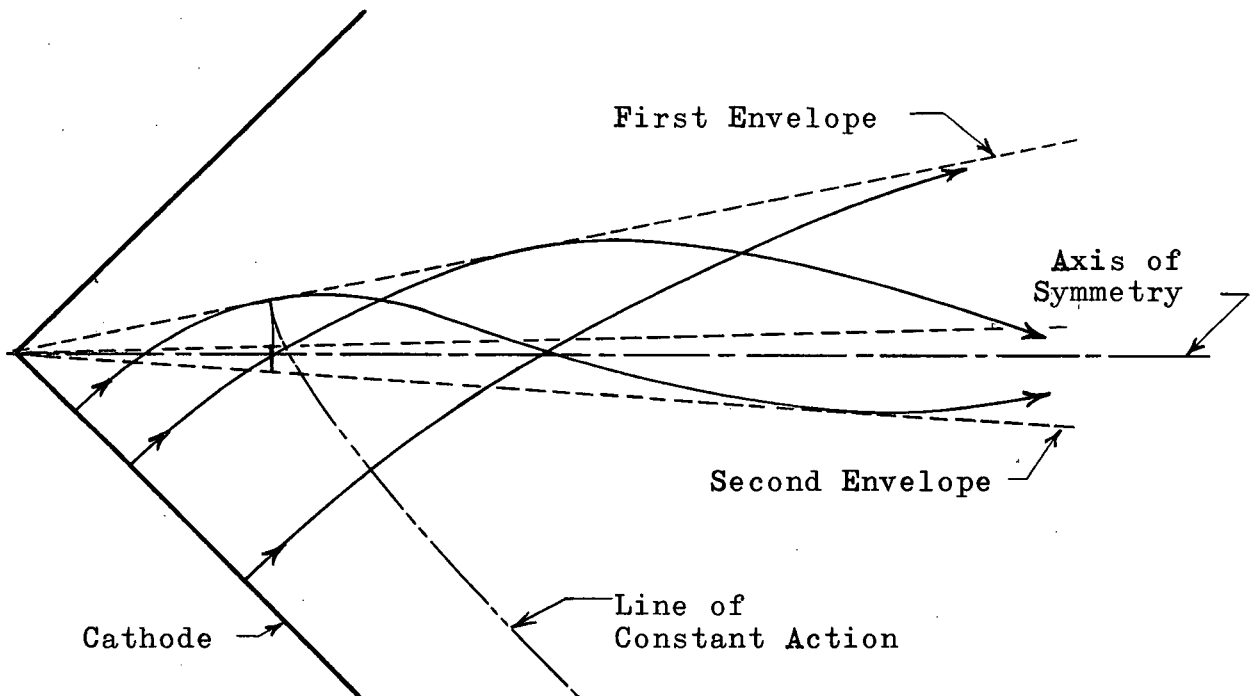 First Envelope
Axis of
Symmetry
Second Envelope
Line of
Constant Action
Cathode